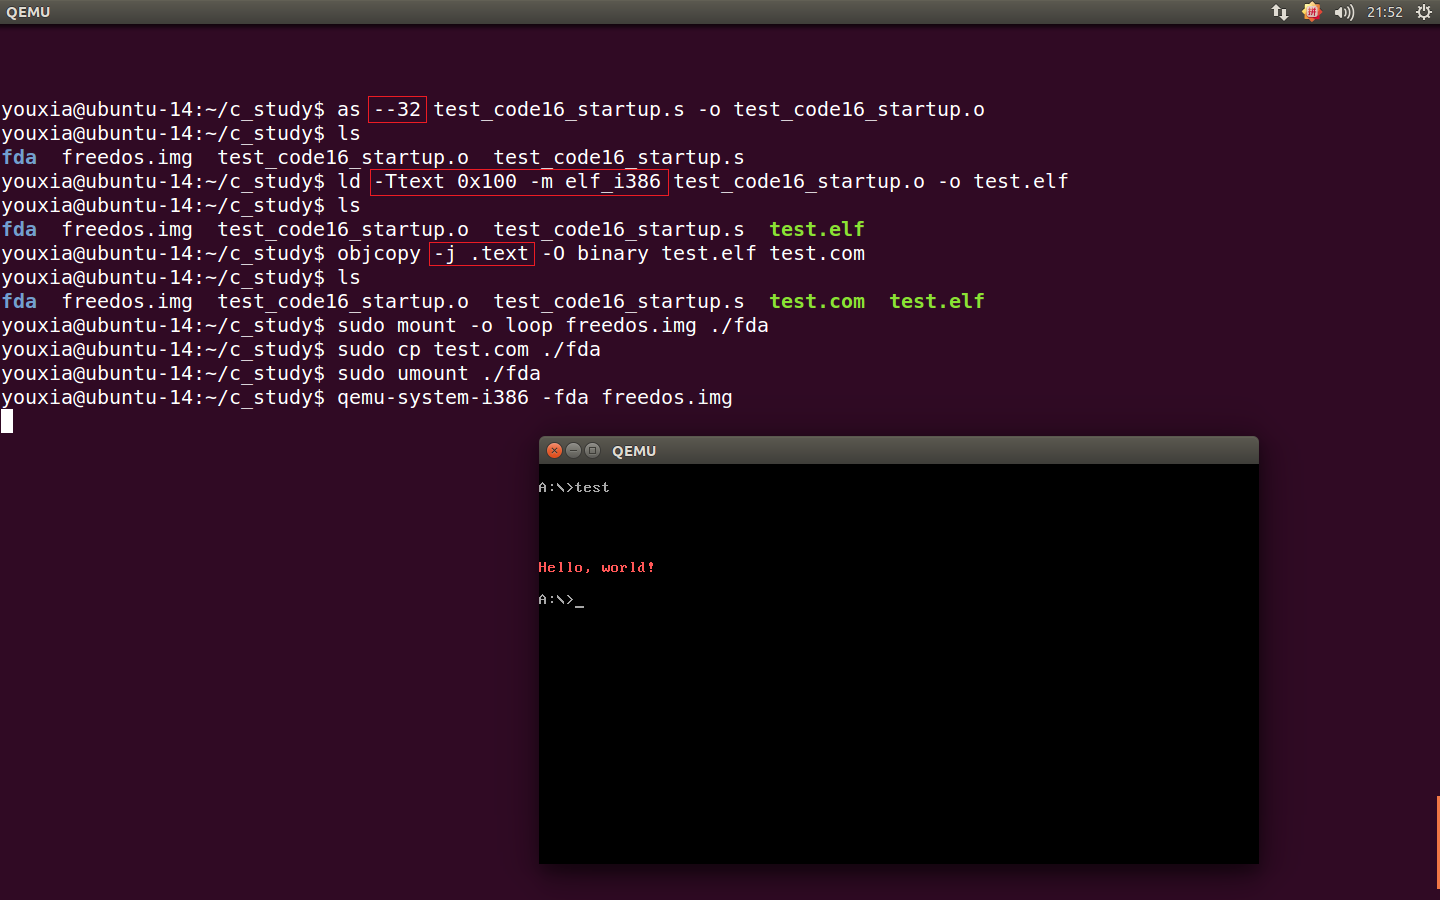 QEMU 21:52
youxia@ubuntu-14:~/c_study$ as --32 test_code16_startup.s -o test_code16_startup.o
youxia@ubuntu-14:~/c_study$ ls
fda  freedos.img  test_code16_startup.o  test_code16_startup.s
youxia@ubuntu-14:~/c_study$ ld -Ttext 0x100 -m elf_i386 test_code16_startup.o -o test.elf
youxia@ubuntu-14:~/c_study$ ls
fda  freedos.img  test_code16_startup.o  test_code16_startup.s  test.elf
youxia@ubuntu-14:~/c_study$ objcopy -j .text -O binary test.elf test.com
youxia@ubuntu-14:~/c_study$ ls
fda  freedos.img  test_code16_startup.o  test_code16_startup.s  test.com  test.elf
youxia@ubuntu-14:~/c_study$ sudo mount -o loop freedos.img ./fda
youxia@ubuntu-14:~/c_study$ sudo cp test.com ./fda
youxia@ubuntu-14:~/c_study$ sudo umount ./fda
youxia@ubuntu-14:~/c_study$ qemu-system-i386 -fda freedos.img
QEMU
A:\>test
Hello, world!
A:\>_